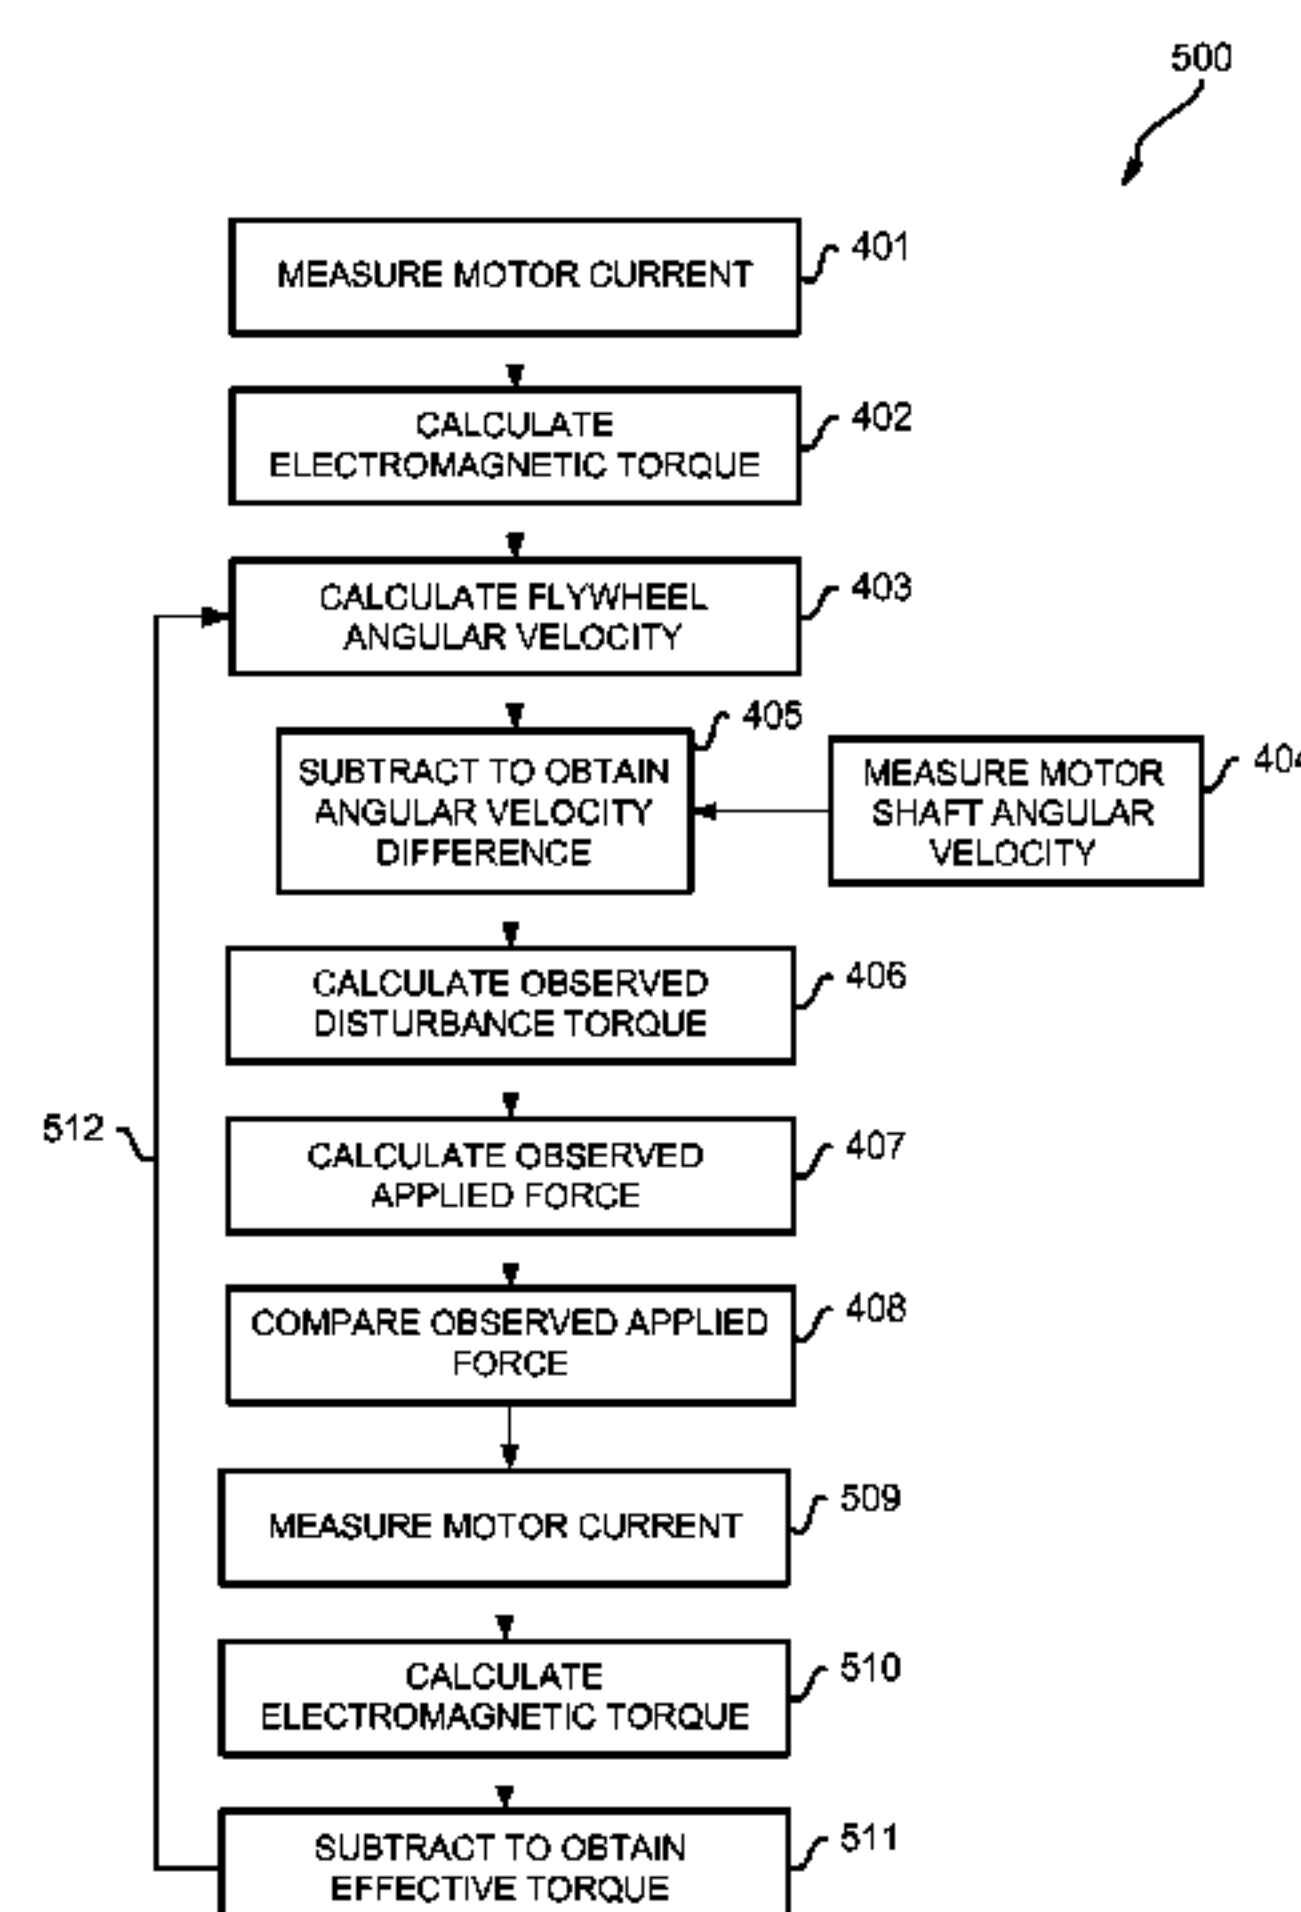 500
MEASURE MOTOR CURRENT
401
CALCULATE
ELECTROMAGNETIC TORQUE
402
CALCULATE FLYWHEEL
ANGULAR VELOCITY
403
SUBTRACT TO OBTAIN
ANGULAR VELOCITY
DIFFERENCE
405
MEASURE MOTOR
SHAFT ANGULAR
VELOCITY
404
CALCULATE OBSERVED
DISTURBANCE TORQUE
406
512
CALCULATE OBSERVED
APPLIED FORCE
407
COMPARE OBSERVED APPLIED
FORCE
408
MEASURE MOTOR CURRENT
509
CALCULATE
ELECTROMAGNETIC TORQUE
510
SUBTRACT TO OBTAIN
EFFECTIVE TORQUE
511